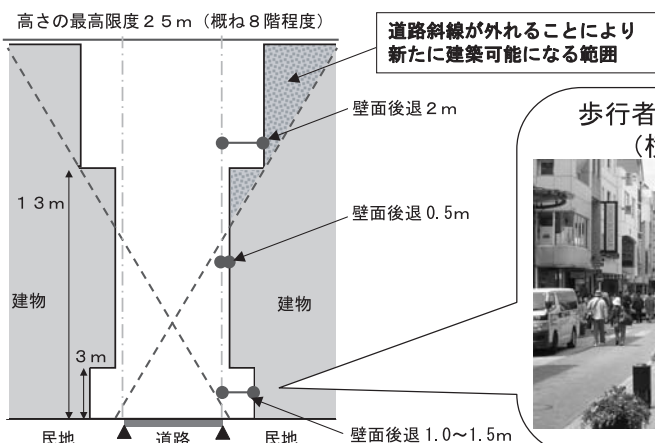 高さの最高限度２５ｍ（概ね８階程度）
道路斜線が外れることにより
新たに建築可能になる範囲
壁面後退２ｍ
歩行者
１３ｍ
壁面後退 0.5ｍ
建物
建物
３ｍ
民地
道路
民地
壁面後退 1.0〜1.5ｍ